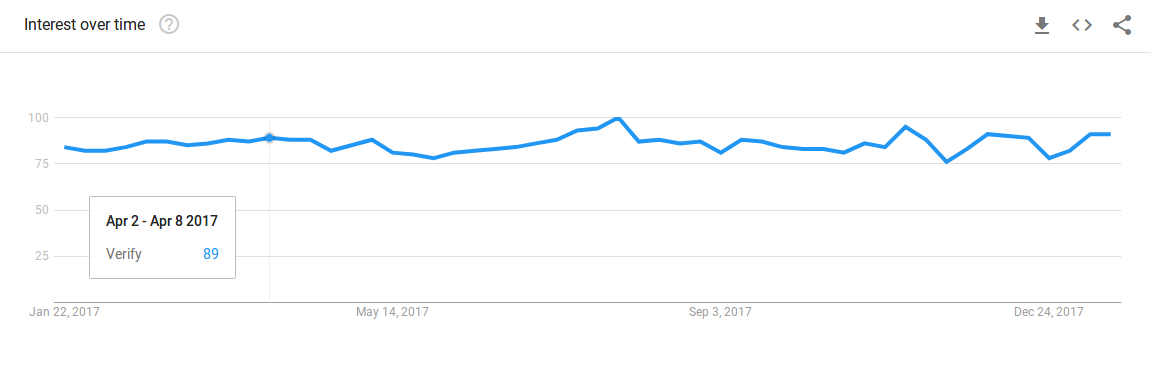 Interest over time
100
75
50
25
Apr 2 - Apr 8 2017
Verify 89
Jan 22, 2017 May 14, 2017 Sep 3, 2017 Dec 24, 2017